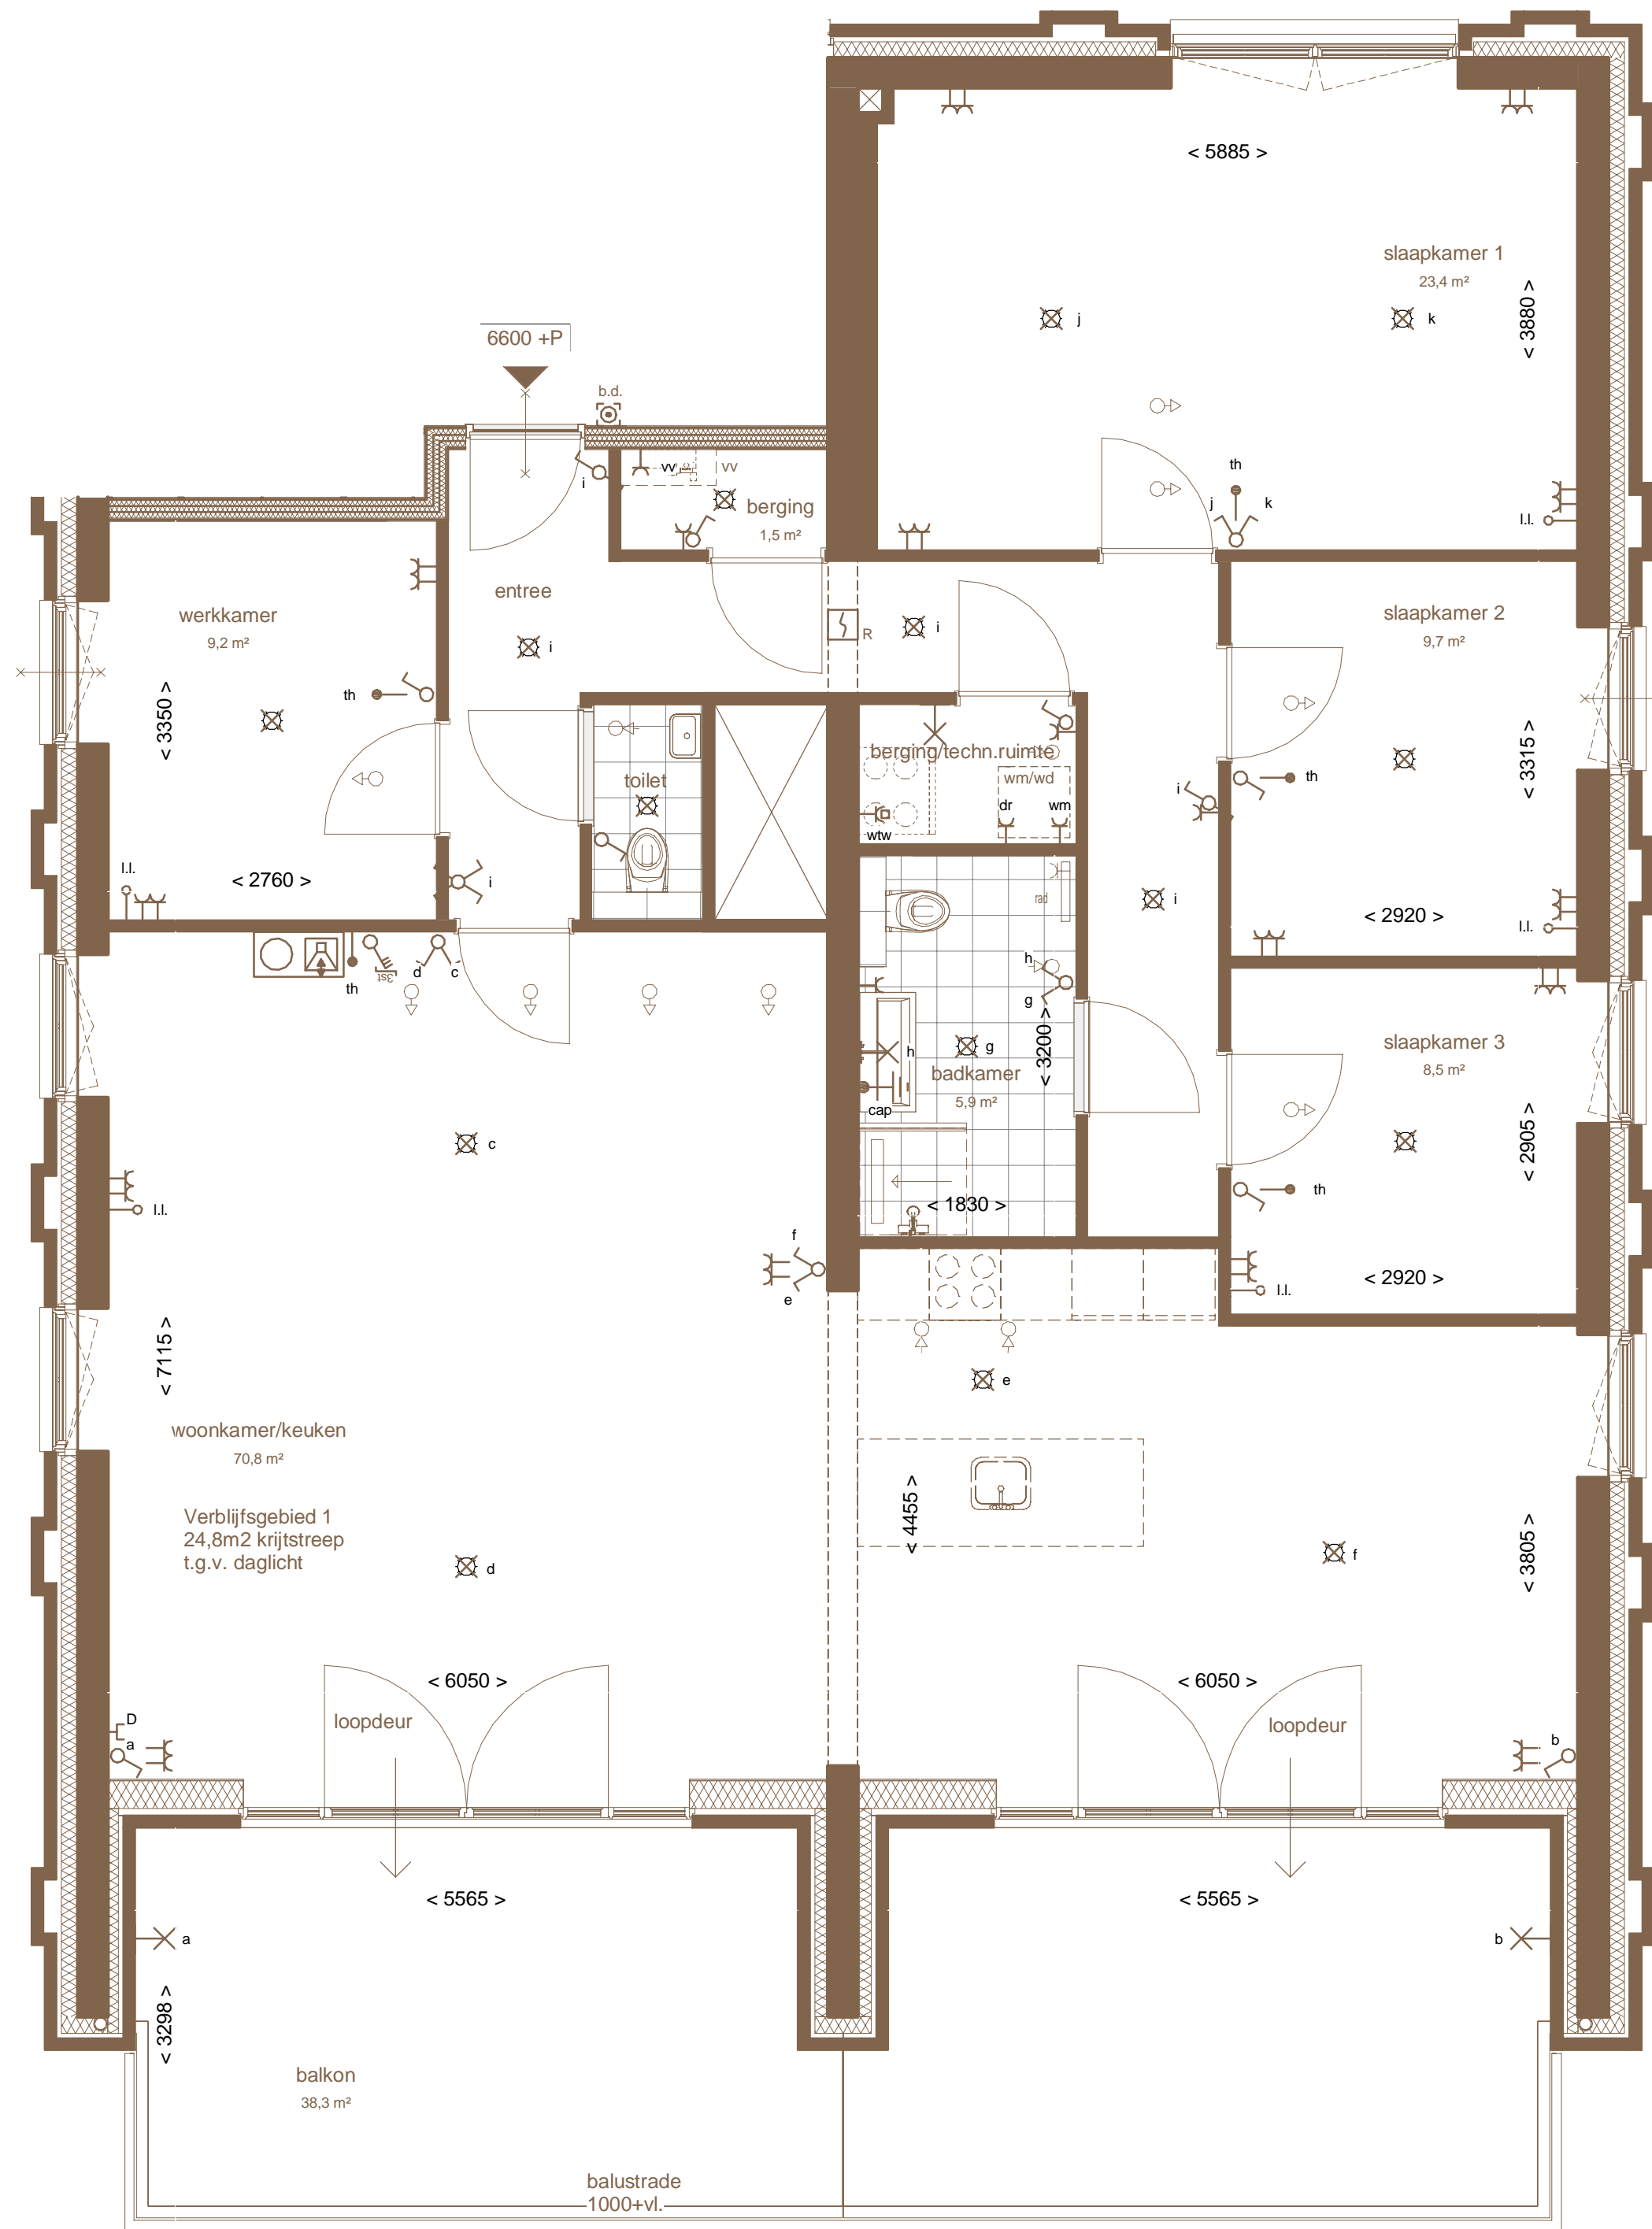 < 5885 >
slaapkamer 1
23,4 m²
< 3880 >
j
k
6600 +P
b.d.
i
vv
vv
berging
1,5 m²
th
j
k
l.l.
entree
werkkamer
9,2 m²
i
R
i
slaapkamer 2
9,7 m²
th
< 3350 >
toilet
berging/techn.ruimte
wm/wd
dr
wm
wtw
i
th
< 3315 >
l.l.
< 2760 >
i
rad
i
< 2920 >
l.l.
th
3st
d
c
h
g
< 3200 >
g
h
badkamer
5,9 m²
cap
slaapkamer 3
8,5 m²
< 2905 >
c
th
l.l.
< 1830 >
f
e
l.l.
< 2920 >
< 7115 >
e
woonkamer/keuken
70,8 m²
Verblijfsgebied 1
24,8m2 krijtstreep
t.g.v. daglicht
< 4455 >
< 3805 >
d
f
< 6050 >
< 6050 >
loopdeur
loopdeur
D
a
b
< 5565 >
< 5565 >
a
b
< 3298 >
balkon
38,3 m²
balustrade
1000+vl.